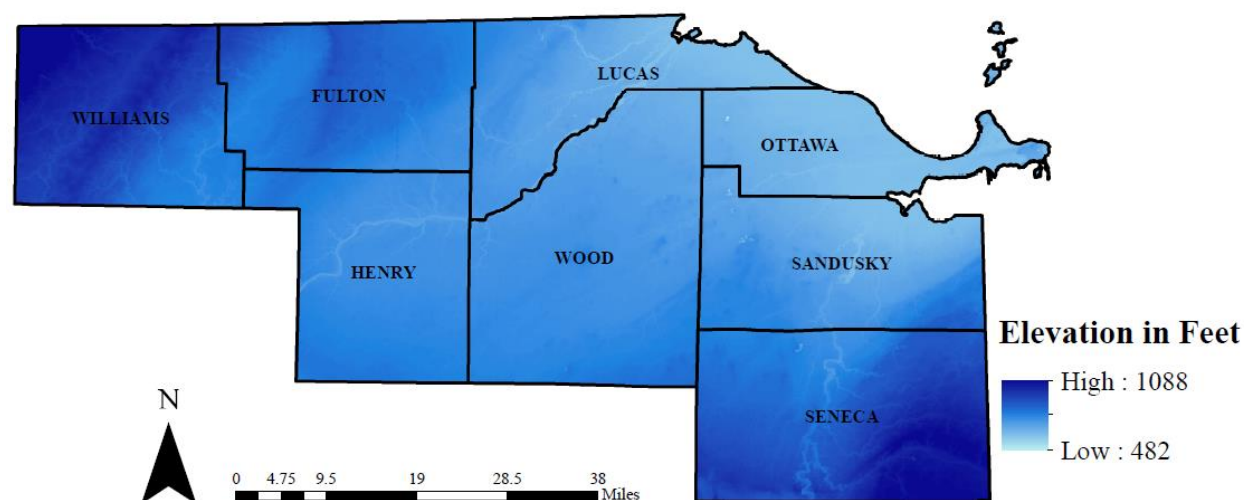 LUCAS
FULTON
WILLIAMS
OTTAWA
WOOD
SANDUSKY
HENRY
Elevation in Feet
High : 1088
Low : 482
SENECA
N
0 4.75 9.5 19 28.5 38
Miles